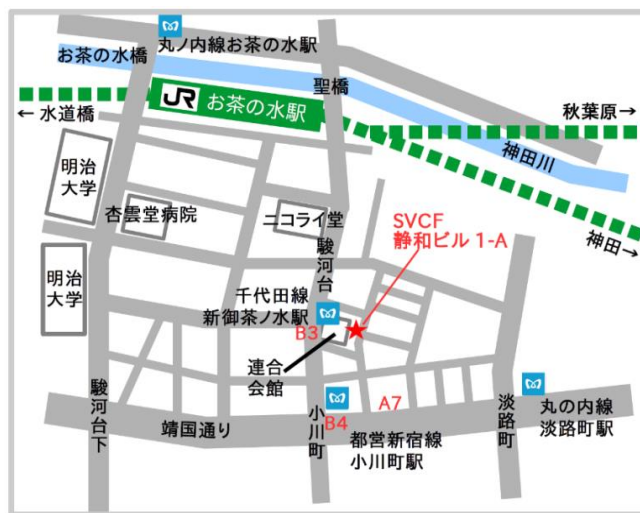 丸ノ内線お茶の水駅
お茶の水橋
聖橋
JR お茶の水駅
← 水道橋
秋葉原→
神田川
明治
大学
杏雲堂病院
ニコライ堂
SVCF
静和ビル 1-A
神田→
駿河台
明治
大学
千代田線
新御茶ノ水駅
B3
連合
会館
駿河台下
靖国通り
小川町
B4
A7
都営新宿線
小川町駅
淡路町
丸の内線
淡路町駅